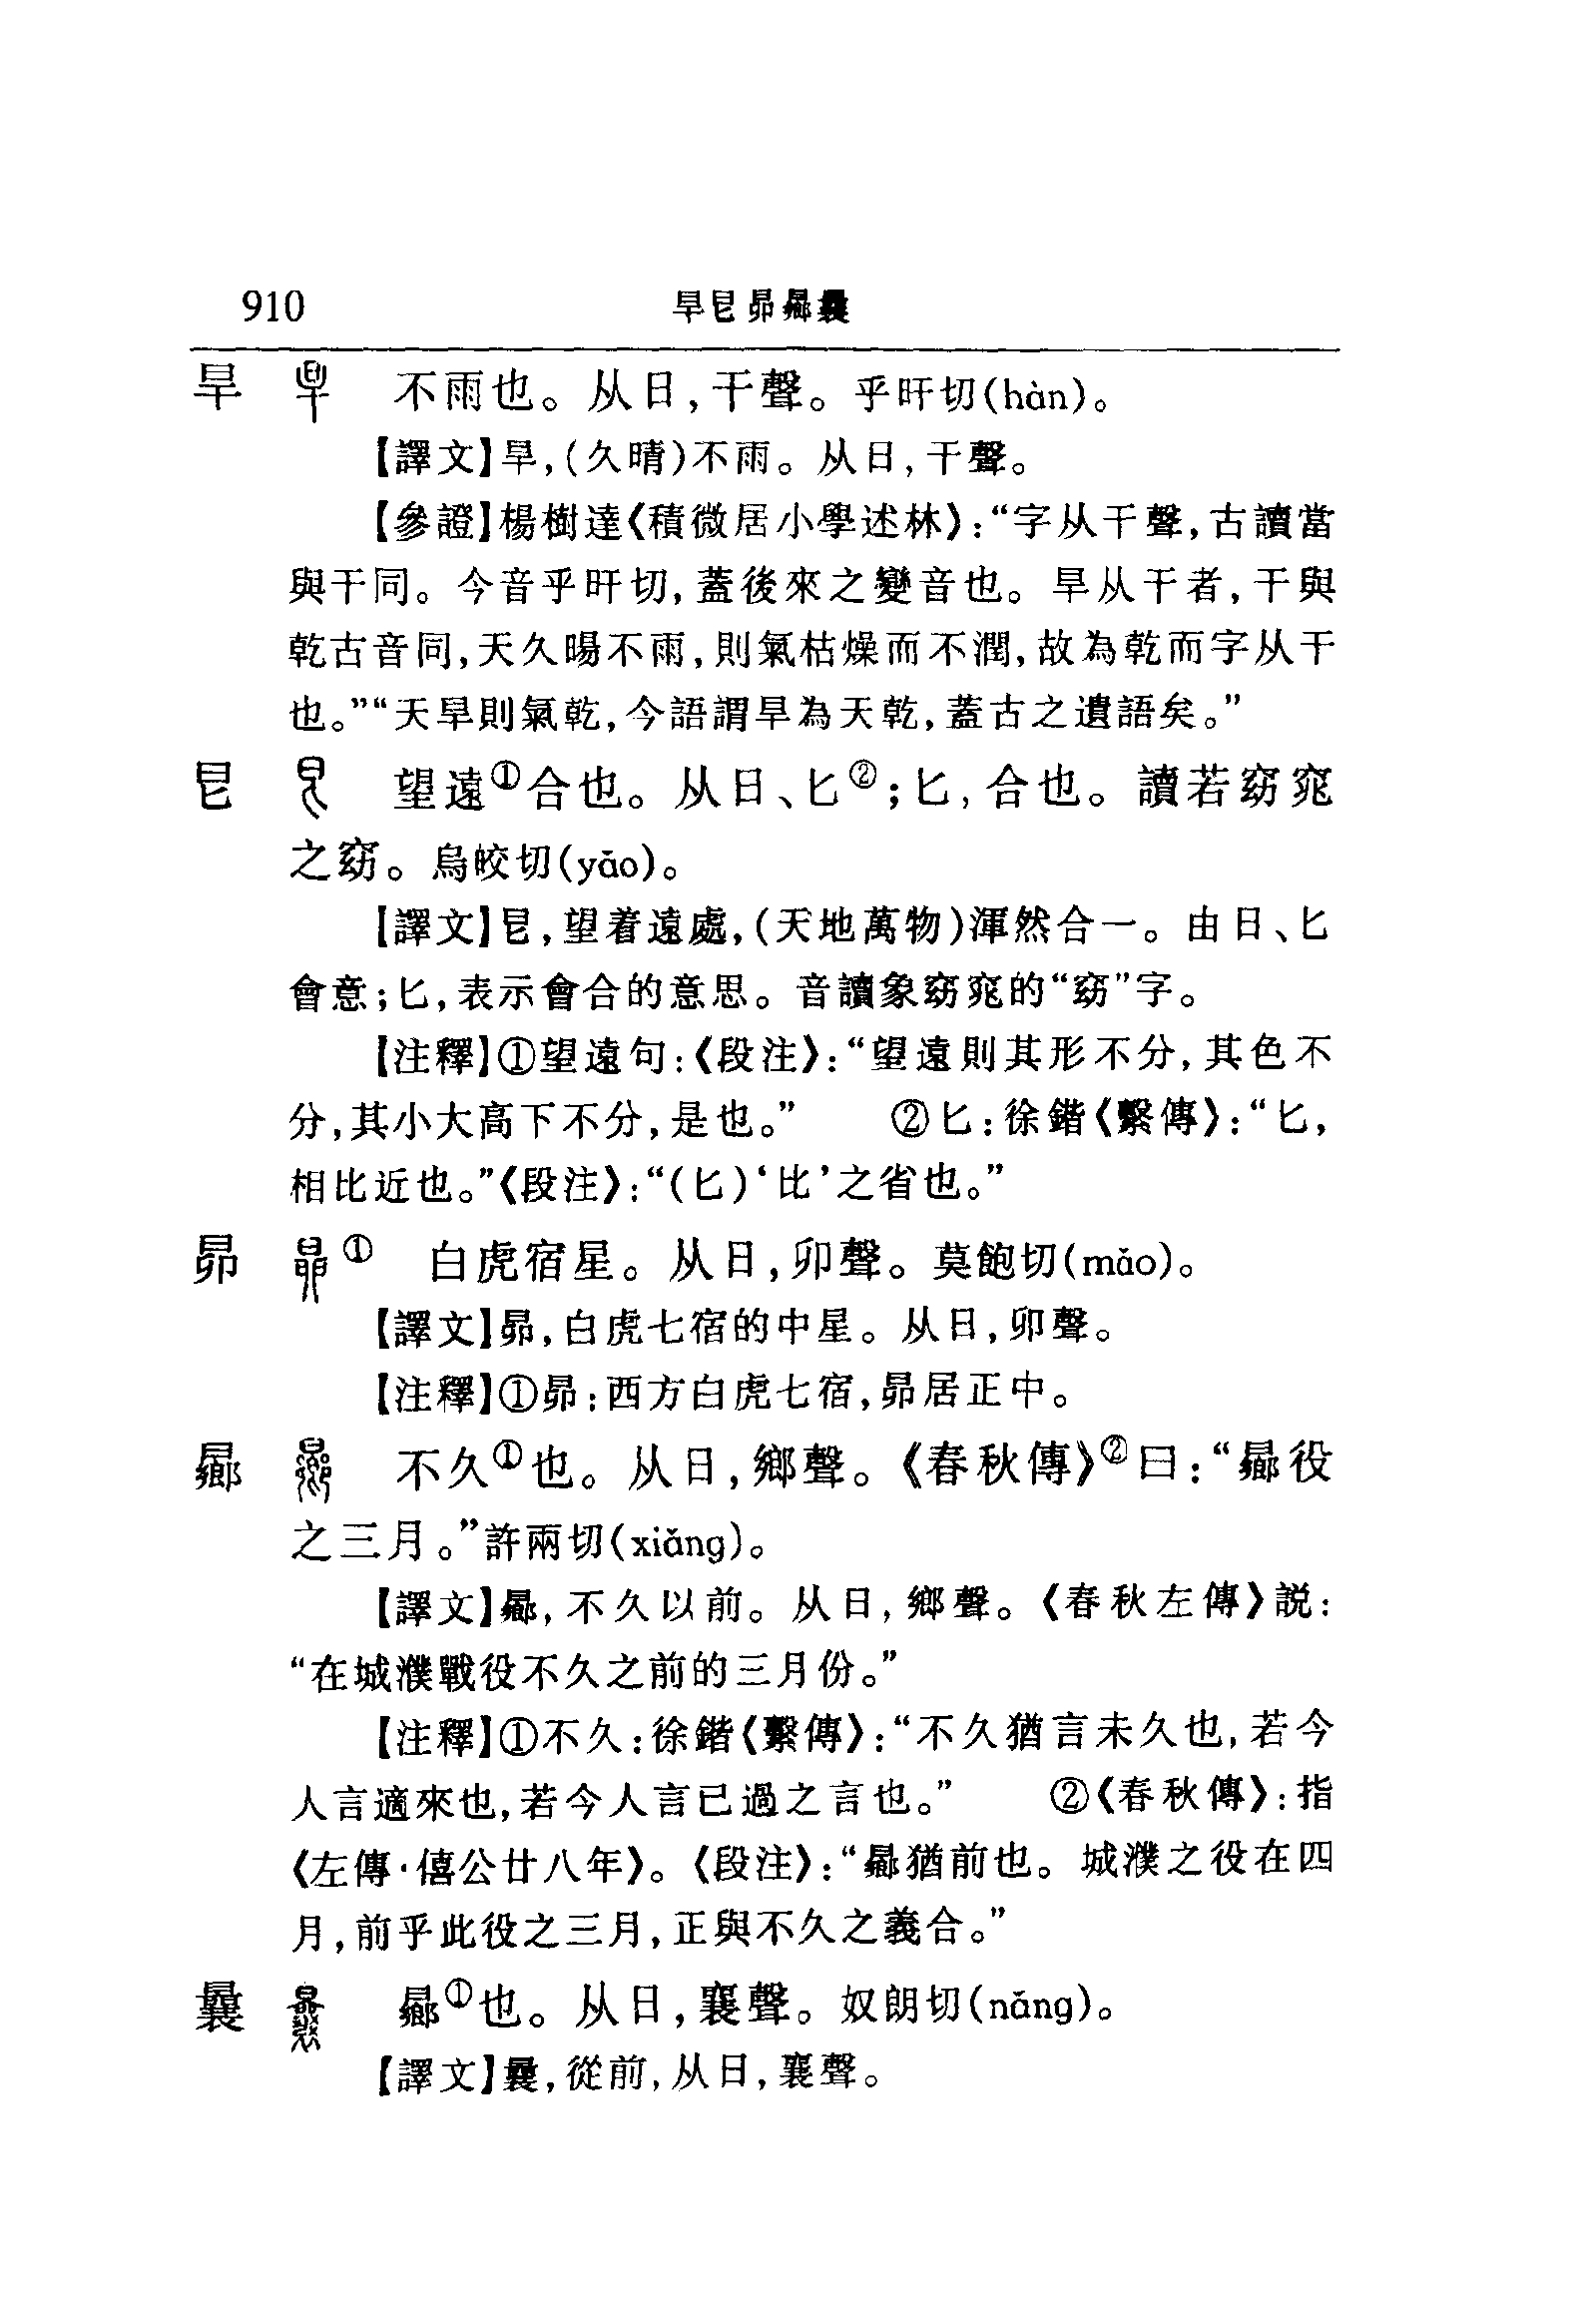 910 旱㫐昴曏曩
旱 不雨也。从日,干聲。乎旰切(hàn)。
【譯文】旱,(久晴)不雨。从日,干聲。
【參證】楊樹達《積微居小學述林》:“字从干聲,古讀當
與干同。今音乎旰切,蓋後來之變音也。旱从干者,干與
乾古音同,天久暘不雨,則氣枯燥而不潤,故為乾而字从干
也。”“天旱則氣乾,今語謂旱為天乾,蓋古之遺語矣。”
㫐 望遠①合也。从日、匕②;匕,合也。讀若窈窕
之窈。烏皎切(yǎo)。
【譯文】㫐,望着遠處,(天地萬物)渾然合一。由日、匕
會意;匕,表示會合的意思。音讀象窈窕的“窈”字。
【注釋】①望遠句:《段注》:“望遠則其形不分,其色不
分,其小大高下不分,是也。” ②匕:徐鍇《繫傳》:“匕,
相比近也。”《段注》:“(匕)‘比’之省也。”
昴 ① 白虎宿星。从日,卯聲。莫飽切(mǎo)。
【譯文】昴,白虎七宿的中星。从日,卯聲。
【注釋】①昴:西方白虎七宿,昴居正中。
曏 不久①也。从日,鄉聲。《春秋傳》②曰:“曏役
之三月。”許兩切(xiǎng)。
【譯文】曏,不久以前。从日,鄉聲。《春秋左傳》説:
“在城濮戰役不久之前的三月份。”
【注釋】①不久:徐鍇《繫傳》:“不久猶言未久也,若今
人言適來也,若今人言已過之言也。” ②《春秋傳》:指
《左傳·僖公廿八年》。《段注》:“曏猶前也。城濮之役在四
月,前乎此役之三月,正與不久之義合。”
曩 曏①也。从日,襄聲。奴朗切(nǎng)。
【譯文】曩,從前,从日,襄聲。